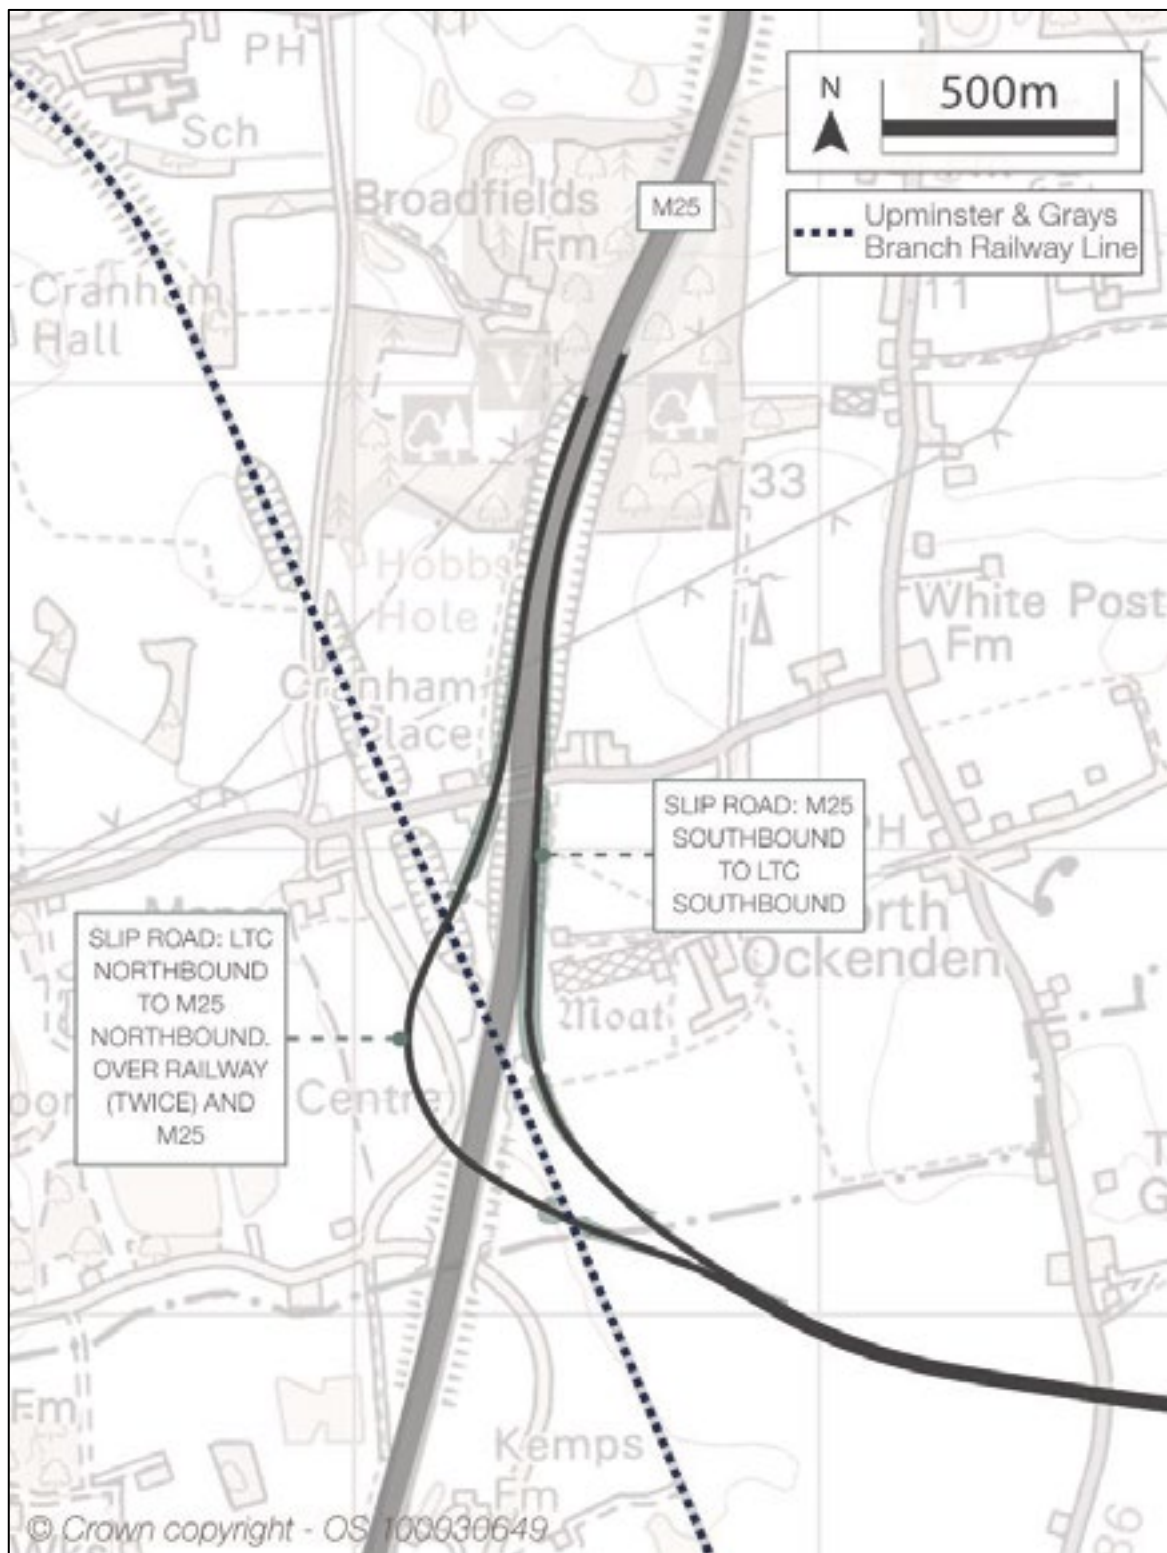 PH
Sch
N
500m
M25
Upminster & Grays
Branch Railway Line
Broadfields
Fm
Cranham
Hall
11
V
33
Hobbs
Hole
White Post
Fm
Cranham
Place
SLIP ROAD: M25
SOUTHBOUND
TO LTC
SOUTHBOUND
PH
North
Ockenden
SLIP ROAD: LTC
NORTHBOUND
TO M25
NORTHBOUND.
OVER RAILWAY
(TWICE) AND
M25
Moat
Centre
T
G
Fm
Kemps
Fm
86
© Crown copyright - OS 100030649